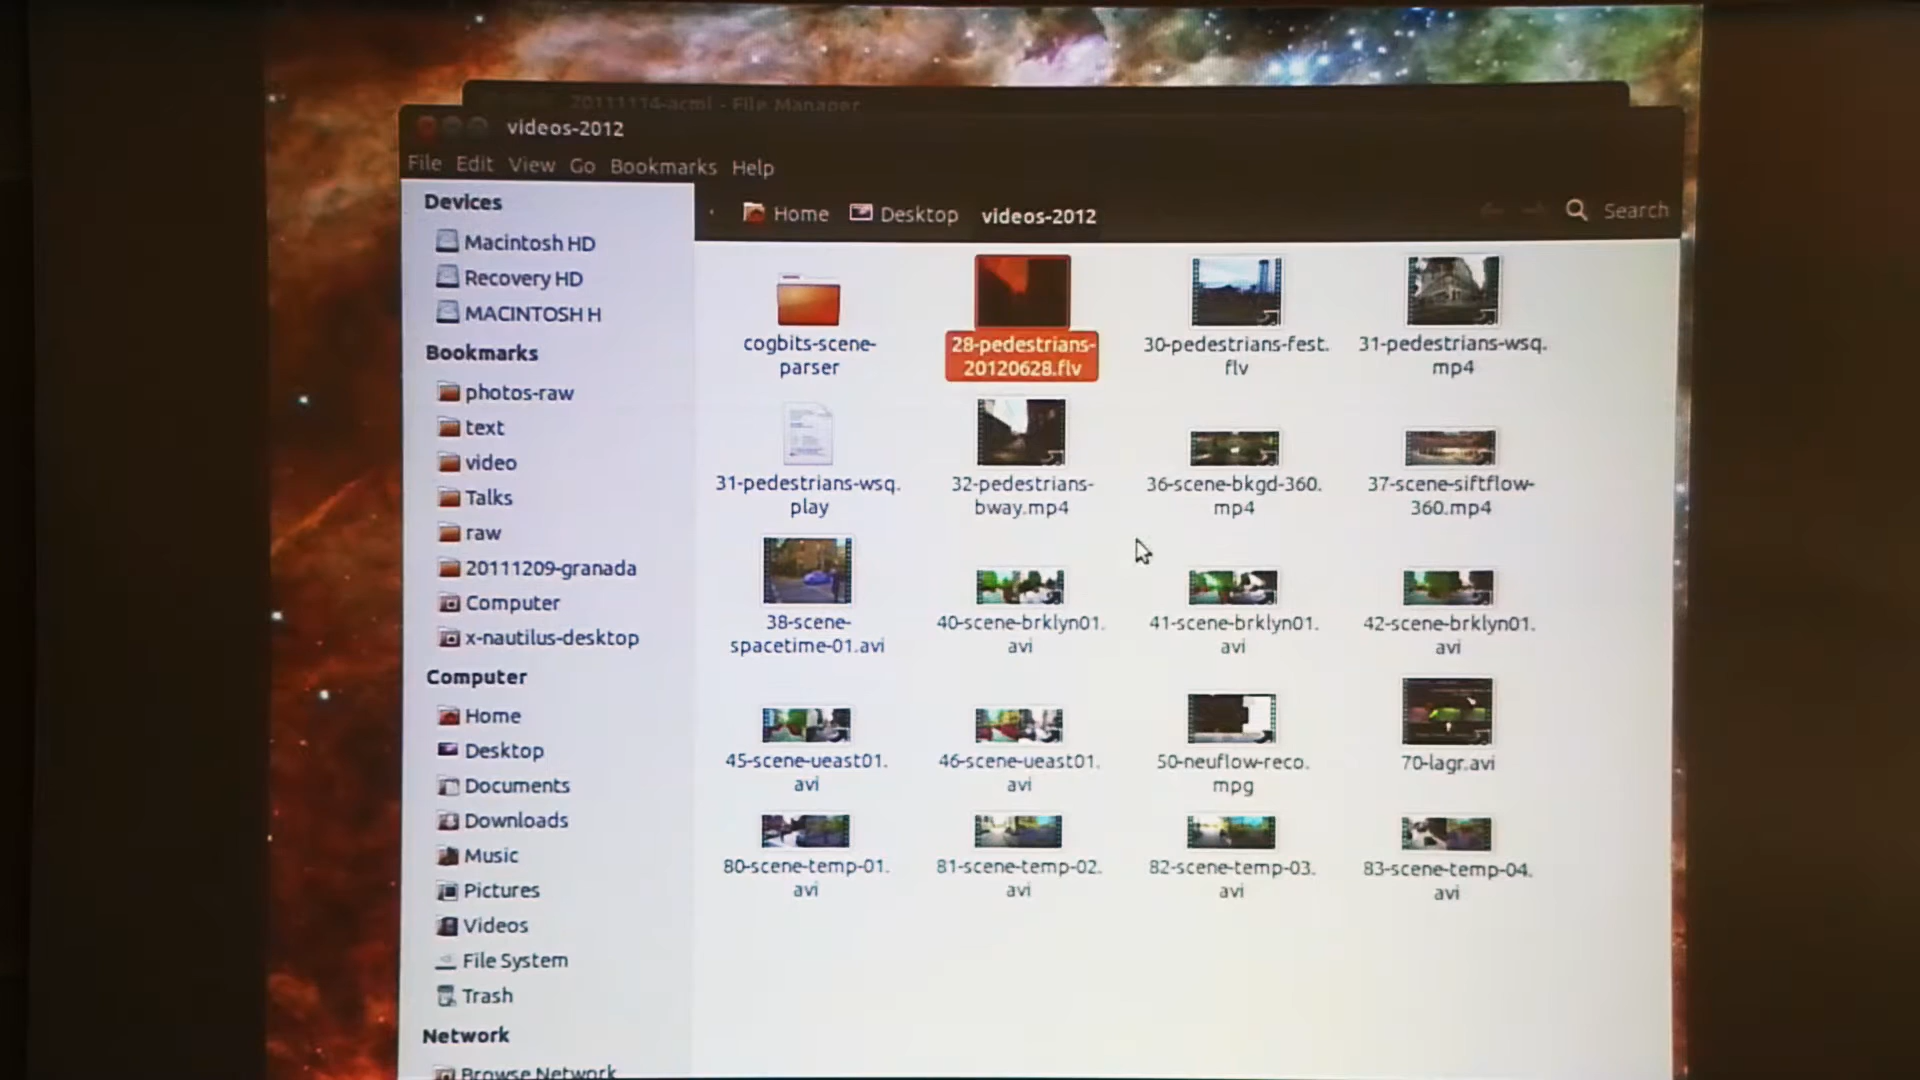 20111114-acml - File Manager
videos-2012
File Edit View Go Bookmarks Help
Devices
Macintosh HD
Recovery HD
MACINTOSH H
Bookmarks
photos-raw
text
video
Talks
raw
20111209-granada
Computer
x-nautilus-desktop
Computer
Home
Desktop
Documents
Downloads
Music
Pictures
Videos
File System
Trash
Network
Browse Network
Home Desktop videos-2012 Search
cogbits-scene-
parser
28-pedestrians-
20120628.flv
30-pedestrians-fest.
flv
31-pedestrians-wsq.
mp4
31-pedestrians-wsq.
play
32-pedestrians-
bway.mp4
36-scene-bkgd-360.
mp4
37-scene-siftflow-
360.mp4
38-scene-
spacetime-01.avi
40-scene-brklyn01.
avi
41-scene-brklyn01.
avi
42-scene-brklyn01.
avi
45-scene-ueast01.
avi
46-scene-ueast01.
avi
50-neuflow-reco.
mpg
70-lagr.avi
80-scene-temp-01.
avi
81-scene-temp-02.
avi
82-scene-temp-03.
avi
83-scene-temp-04.
avi